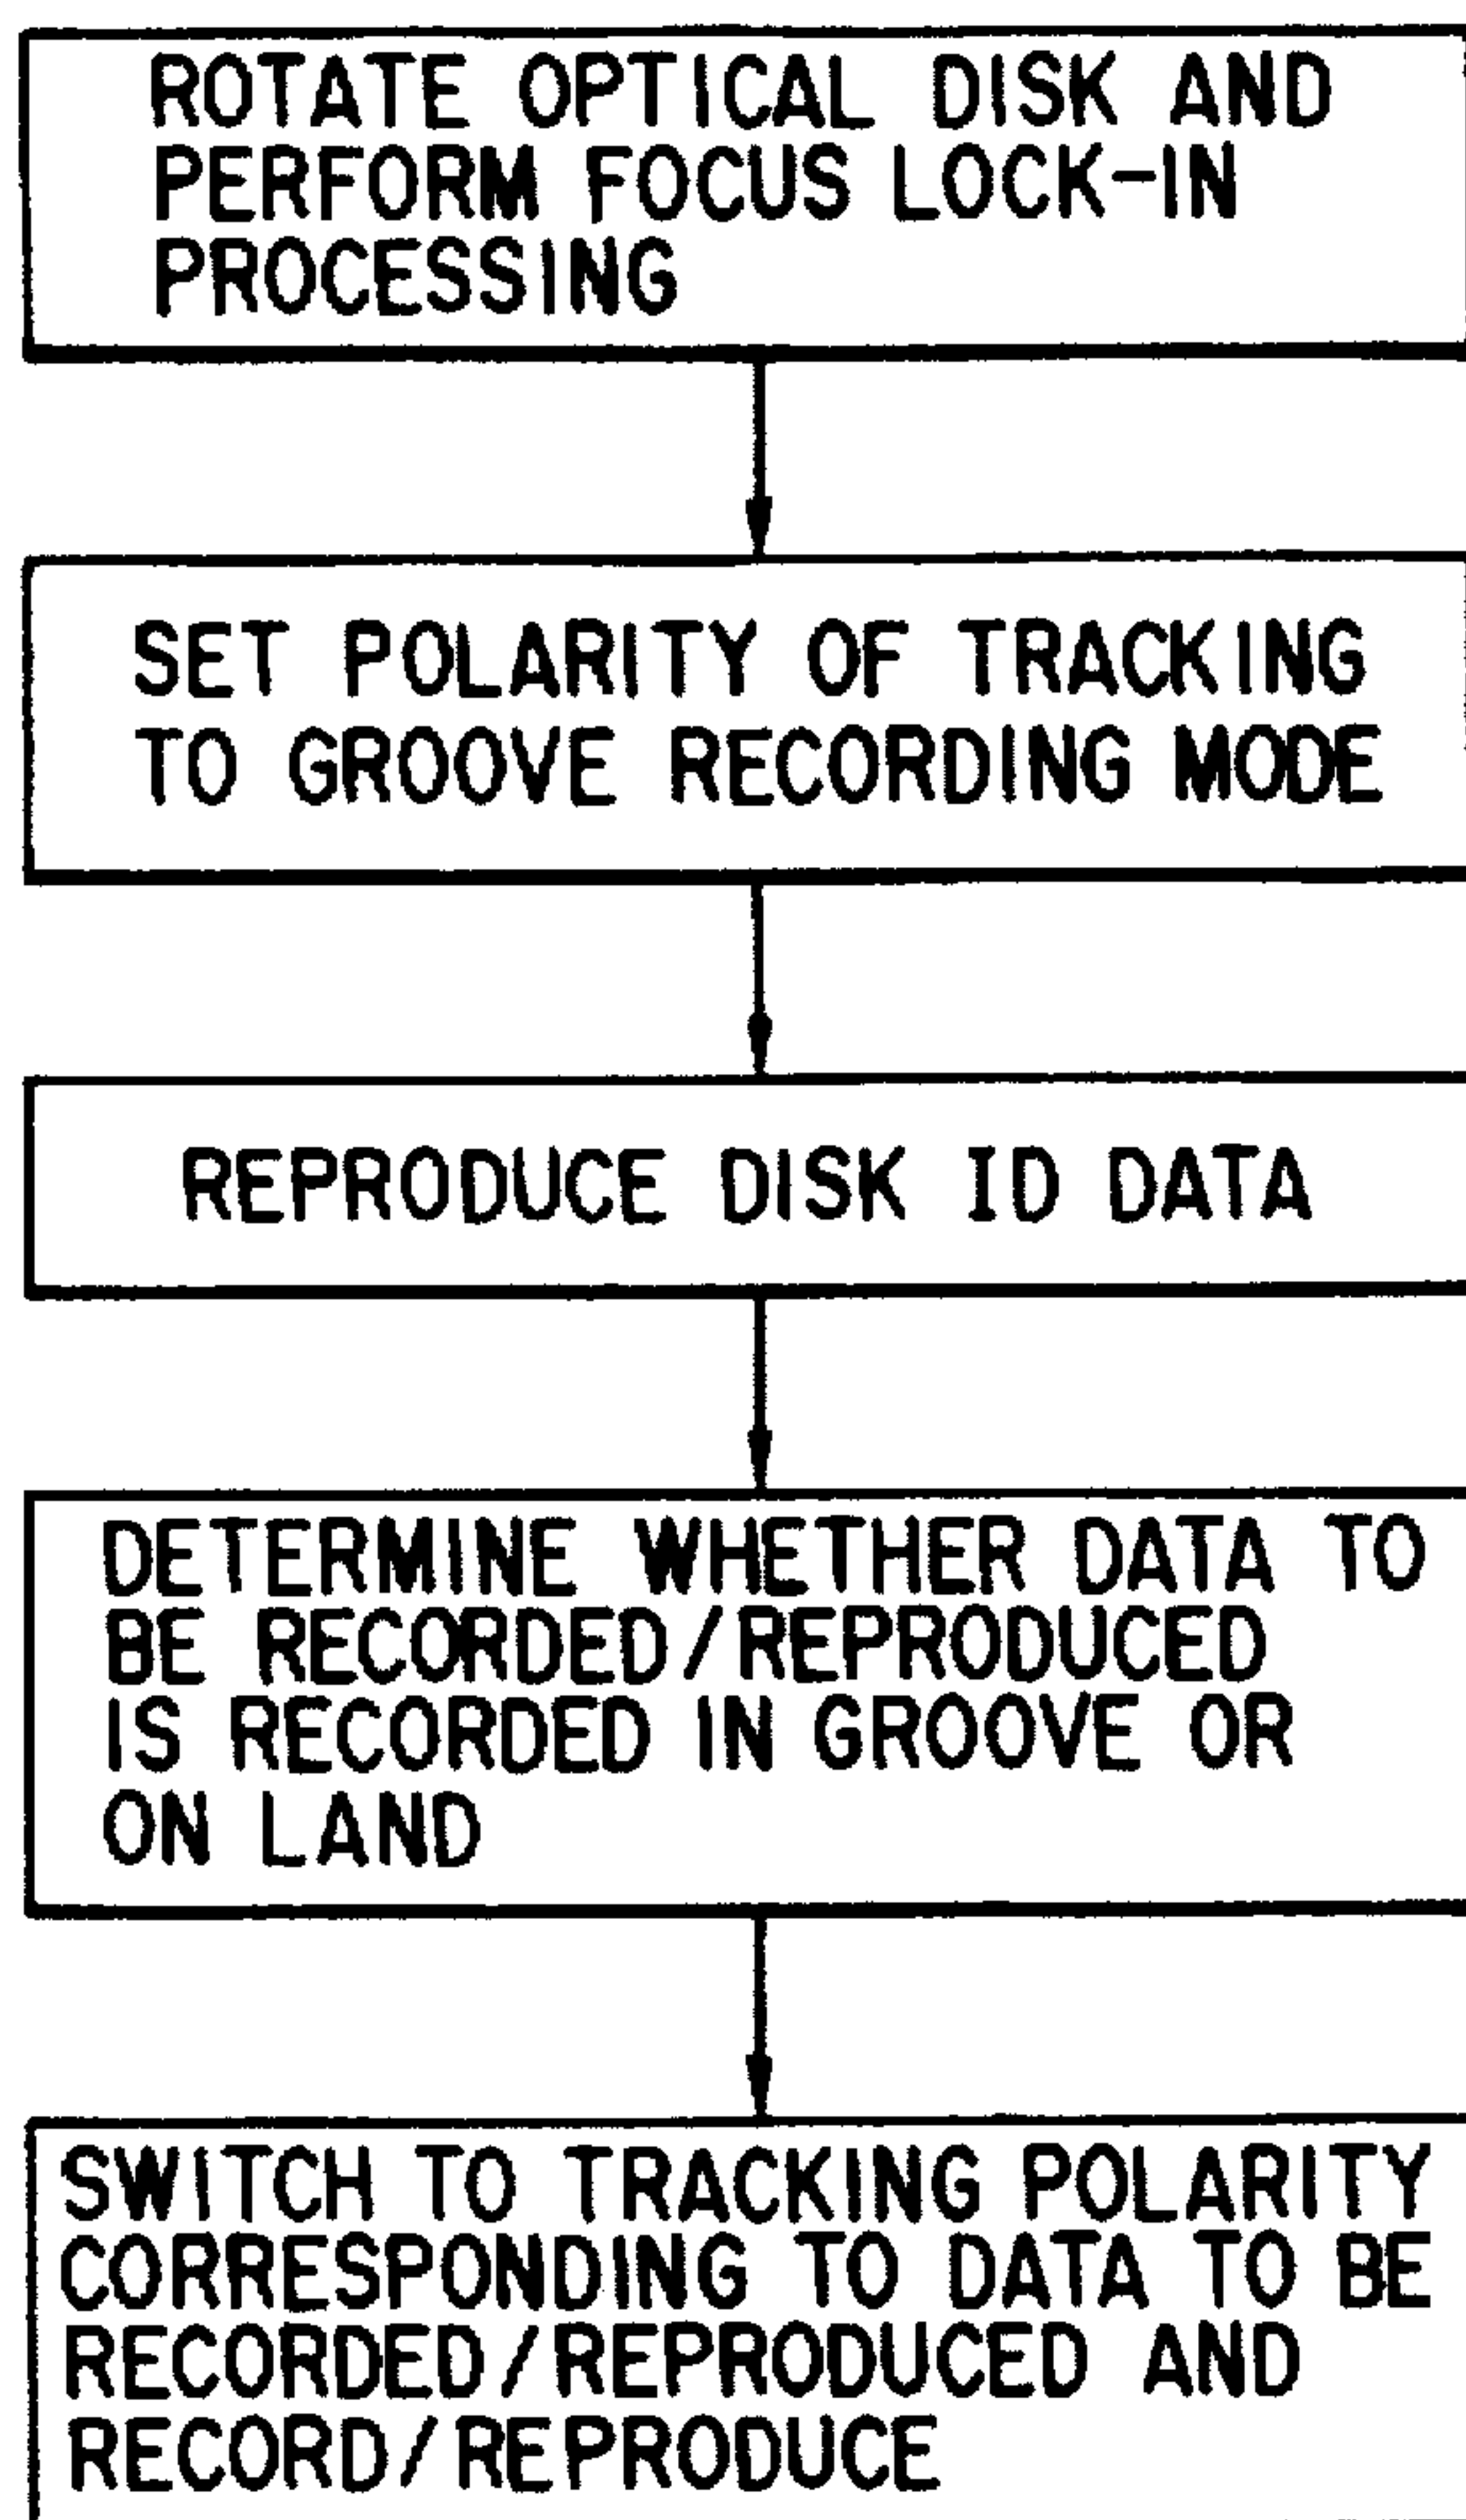 ROTATE OPTICAL DISK AND
PERFORM FOCUS LOCK-IN
PROCESSING
SET POLARITY OF TRACKING
TO GROOVE RECORDING MODE
REPRODUCE DISK ID DATA
DETERMINE WHETHER DATA TO
BE RECORDED/REPRODUCED
IS RECORDED IN GROOVE OR
ON LAND
SWITCH TO TRACKING POLARITY
CORRESPONDING TO DATA TO BE
RECORDED/REPRODUCED AND
RECORD/REPRODUCE